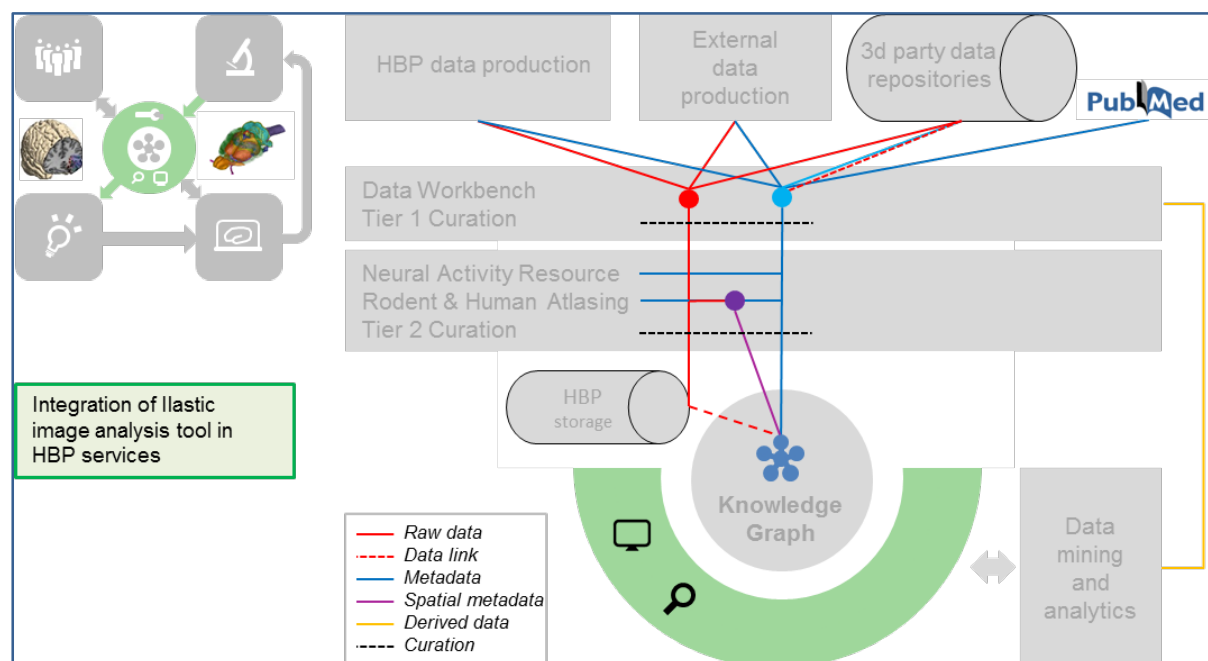 HBP data production
External
data
production
3d party data
repositories
PubMed
Data Workbench
Tier 1 Curation
Neural Activity Resource
Rodent & Human Atlasing
Tier 2 Curation
Integration of Ilastic
image analysis tool in
HBP services
HBP
storage
Knowledge
Graph
Data
mining
and
analytics
Raw data
Data link
Metadata
Spatial metadata
Derived data
Curation